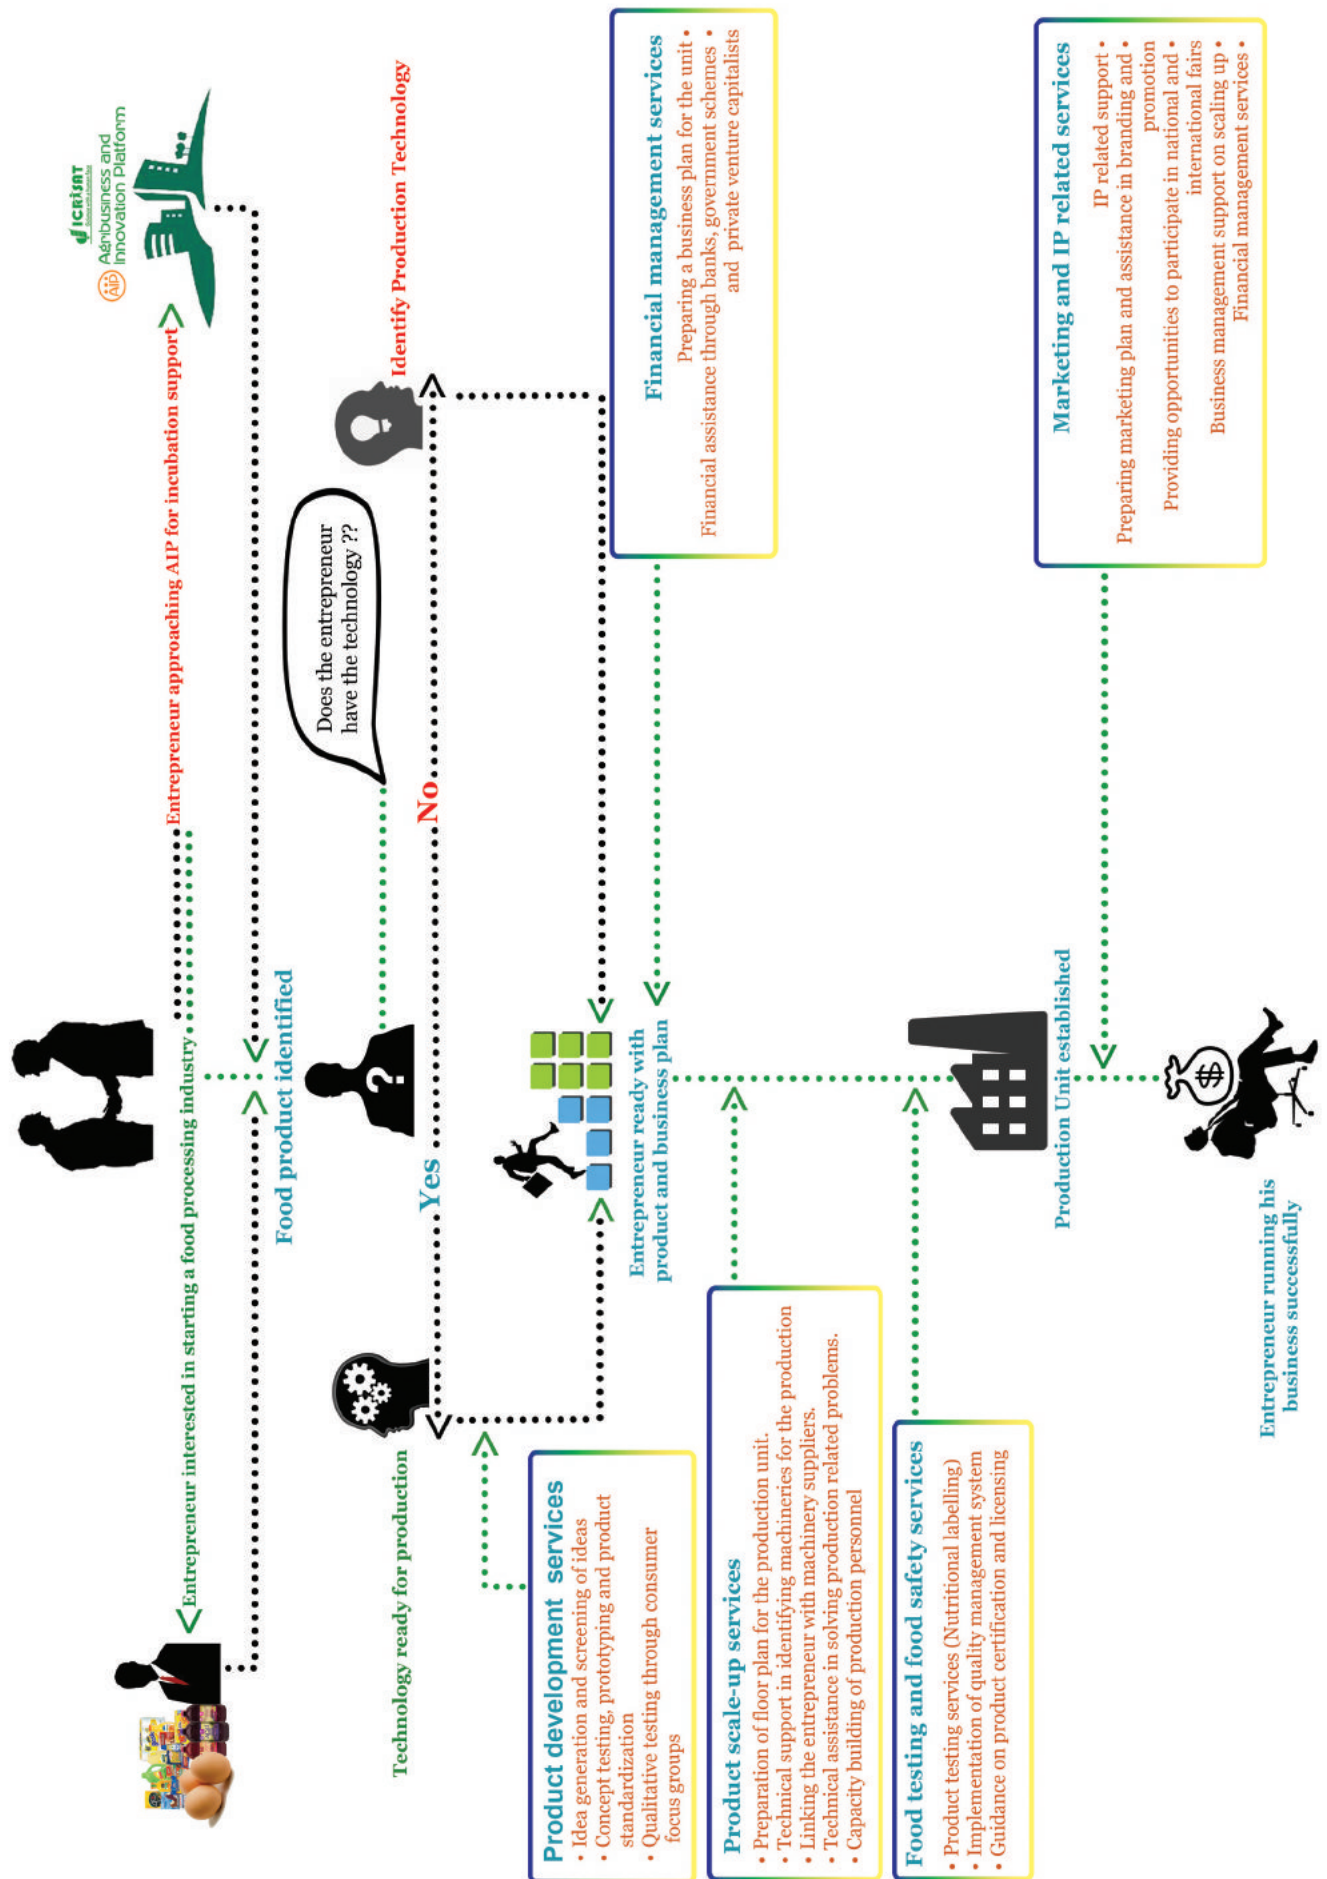 ICRISAT
AIP
Agribusiness and
Innovation Platform
Entrepreneur interested in starting a food processing industry
Entrepreneur approaching AIP for incubation support
Food product identified
Does the entrepreneur
have the technology ??
Yes
No
Technology ready for production
Identify Production Technology
Product development services
• Idea generation and screening of ideas
• Concept testing, prototyping and product
standardization
• Qualitative testing through consumer
focus groups
Entrepreneur ready with
product and business plan
Financial management services
Preparing a business plan for the unit •
Financial assistance through banks, government schemes •
and private venture capitalists
Product scale-up services
• Preparation of floor plan for the production unit.
• Technical support in identifying machineries for the production
• Linking the entrepreneur with machinery suppliers.
• Technical assistance in solving production related problems.
• Capacity building of production personnel
Food testing and food safety services
• Product testing services (Nutritional labelling)
• Implementation of quality management system
• Guidance on product certification and licensing
Production Unit established
Marketing and IP related services
IP related support •
Preparing marketing plan and assistance in branding and •
promotion
Providing opportunities to participate in national and •
international fairs
Business management support on scaling up •
Financial management services •
Entrepreneur running his
business successfully